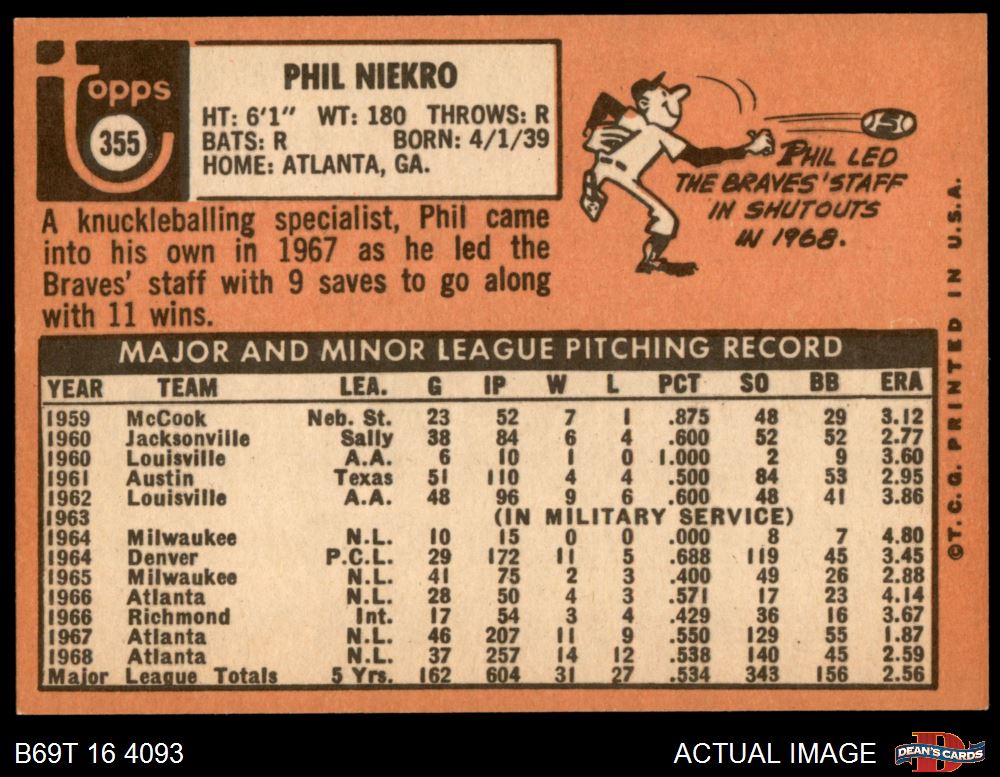 Topps
355
PHIL NIEKRO
HT: 6'1" WT: 180 THROWS: R
BATS: R BORN: 4/1/39
HOME: ATLANTA, GA.
A knuckleballing specialist, Phil came
into his own in 1967 as he led the
Braves' staff with 9 saves to go along
with 11 wins.
PHIL LED
THE BRAVES' STAFF
IN SHUTOUTS
IN 1968.
©T.C.G. PRINTED IN U.S.A.
MAJOR AND MINOR LEAGUE PITCHING RECORD
YEAR TEAM LEA. G IP W L PCT SO BB ERA
1959 McCook Neb. St. 23 52 7 1 .875 48 29 3.12
1960 Jacksonville Sally 38 84 6 4 .600 52 52 2.77
1960 Louisville A.A. 6 10 1 0 1.000 2 9 3.60
1961 Austin Texas 51 110 4 4 .500 84 53 2.95
1962 Louisville A.A. 48 96 9 6 .600 48 41 3.86
1963 (IN MILITARY SERVICE)
1964 Milwaukee N.L. 10 15 0 0 .000 8 7 4.80
1964 Denver P.C.L. 29 172 11 5 .688 119 45 3.45
1965 Milwaukee N.L. 41 75 2 3 .400 49 26 2.88
1966 Atlanta N.L. 28 50 4 3 .571 17 23 4.14
1966 Richmond Int. 17 54 3 4 .429 36 16 3.67
1967 Atlanta N.L. 46 207 11 9 .550 129 55 1.87
1968 Atlanta N.L. 37 257 14 12 .538 140 45 2.59
Major League Totals 5 Yrs. 162 604 31 27 .534 343 156 2.56
B69T 16 4093
ACTUAL IMAGE
D
DEAN'S CARDS